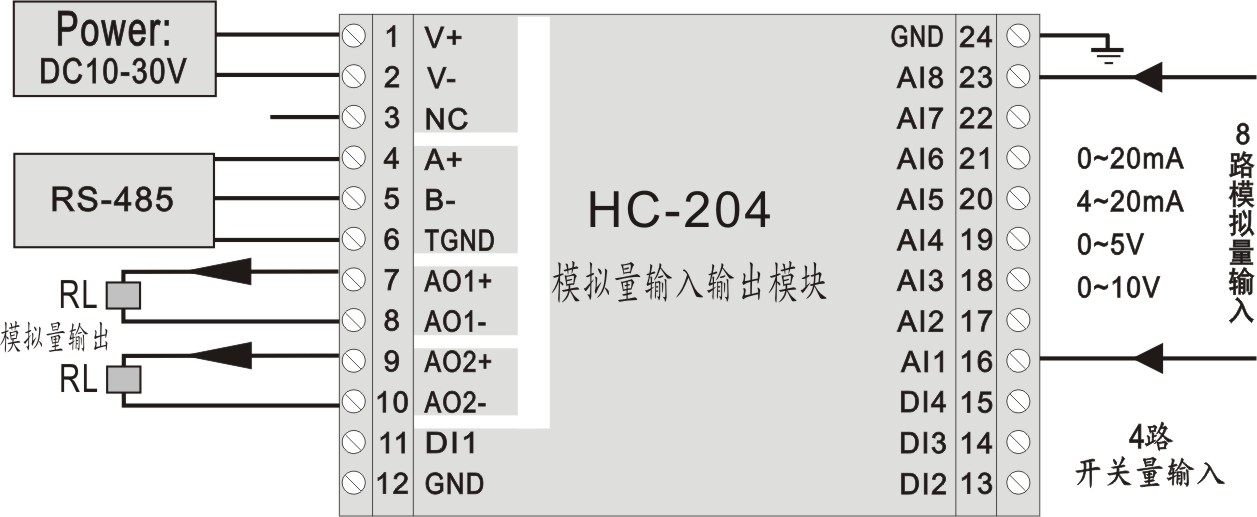 Power:
DC10-30V
RS-485
RL
模拟量输出
RL
1 V+
2 V-
3 NC
4 A+
5 B-
6 TGND
7 AO1+
8 AO1-
9 AO2+
10 AO2-
11 DI1
12 GND
HC-204
模拟量输入输出模块
GND 24
AI8 23
AI7 22
AI6 21
AI5 20
AI4 19
AI3 18
AI2 17
AI1 16
DI4 15
DI3 14
DI2 13
0~20mA
4~20mA
0~5V
0~10V
8路模拟量输入
4路
开关量输入